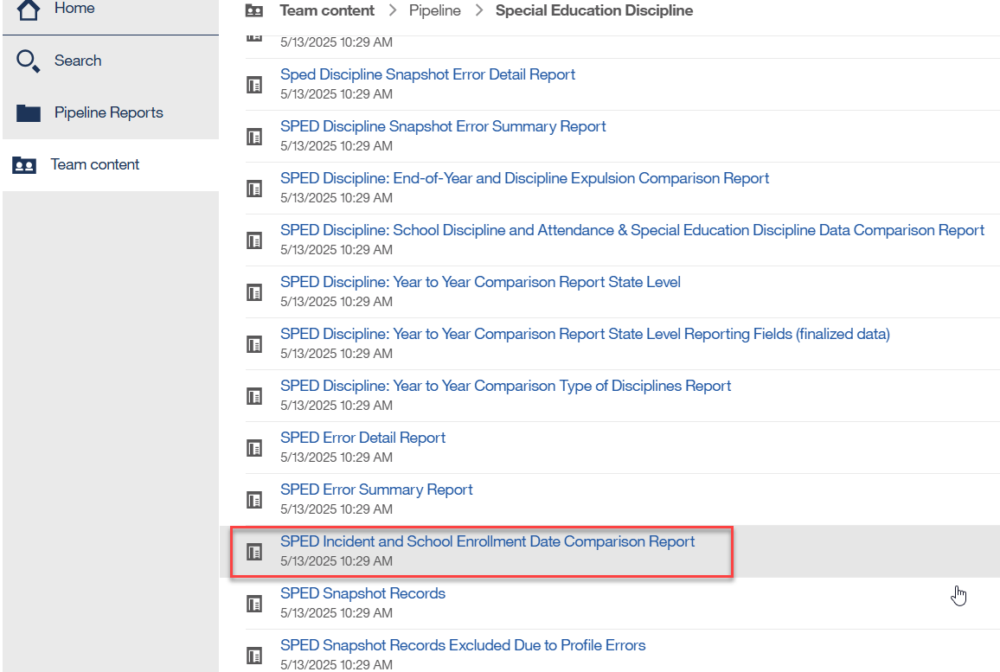 Home
Search
Pipeline Reports
Team content
Team content > Pipeline > Special Education Discipline
5/13/2025 10:29 AM
Sped Discipline Snapshot Error Detail Report
5/13/2025 10:29 AM
SPED Discipline Snapshot Error Summary Report
5/13/2025 10:29 AM
SPED Discipline: End-of-Year and Discipline Expulsion Comparison Report
5/13/2025 10:29 AM
SPED Discipline: School Discipline and Attendance & Special Education Discipline Data Comparison Report
5/13/2025 10:29 AM
SPED Discipline: Year to Year Comparison Report State Level
5/13/2025 10:29 AM
SPED Discipline: Year to Year Comparison Report State Level Reporting Fields (finalized data)
5/13/2025 10:29 AM
SPED Discipline: Year to Year Comparison Type of Disciplines Report
5/13/2025 10:29 AM
SPED Error Detail Report
5/13/2025 10:29 AM
SPED Error Summary Report
5/13/2025 10:29 AM
SPED Incident and School Enrollment Date Comparison Report
5/13/2025 10:29 AM
SPED Snapshot Records
5/13/2025 10:29 AM
SPED Snapshot Records Excluded Due to Profile Errors
5/13/2025 10:29 AM